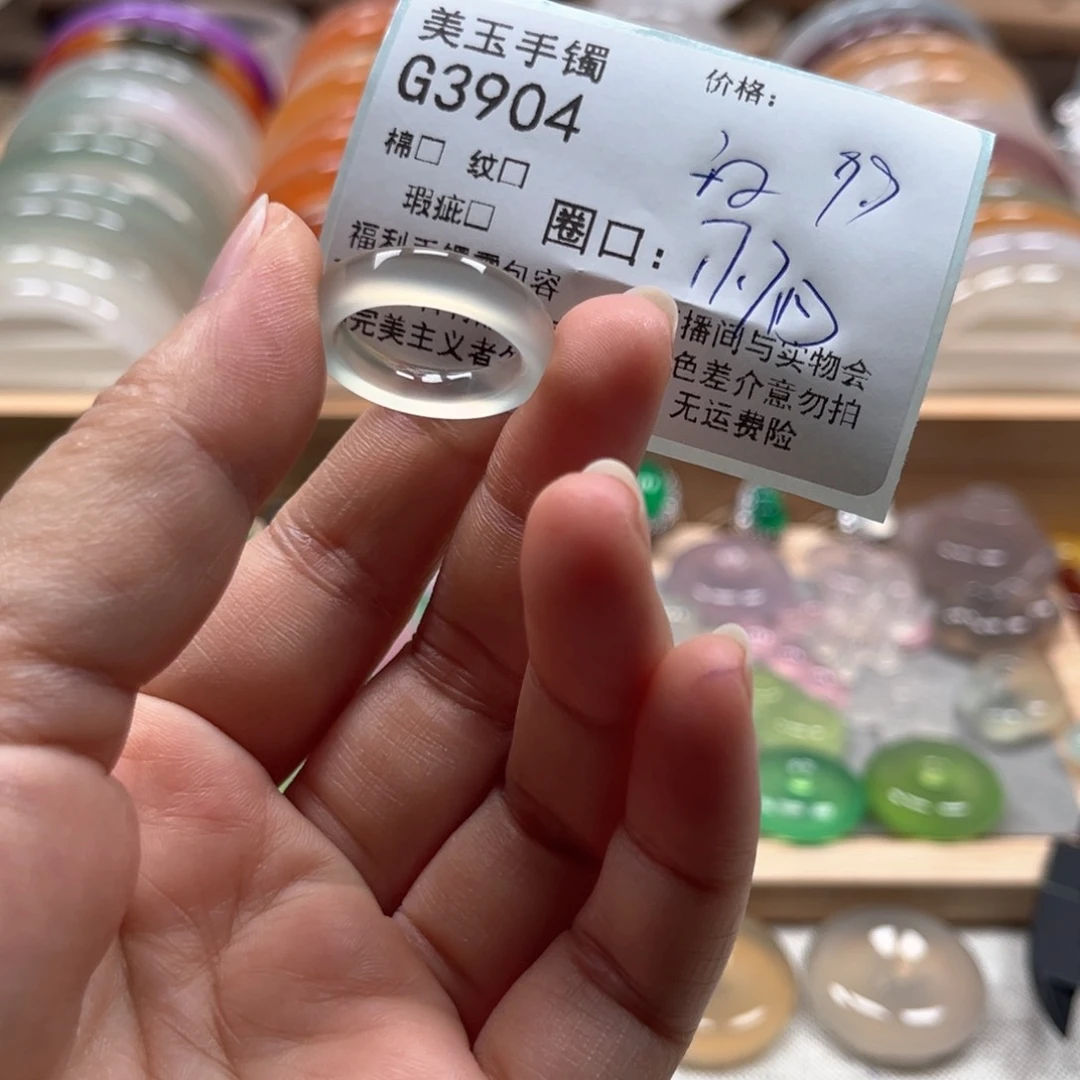 美玉手镯
G3904
价格：
棉□ 纹□
瑕疵□
圈口：
福利手镯需包容
完美主义者
播间与实物会
色差介意勿拍
无运费险